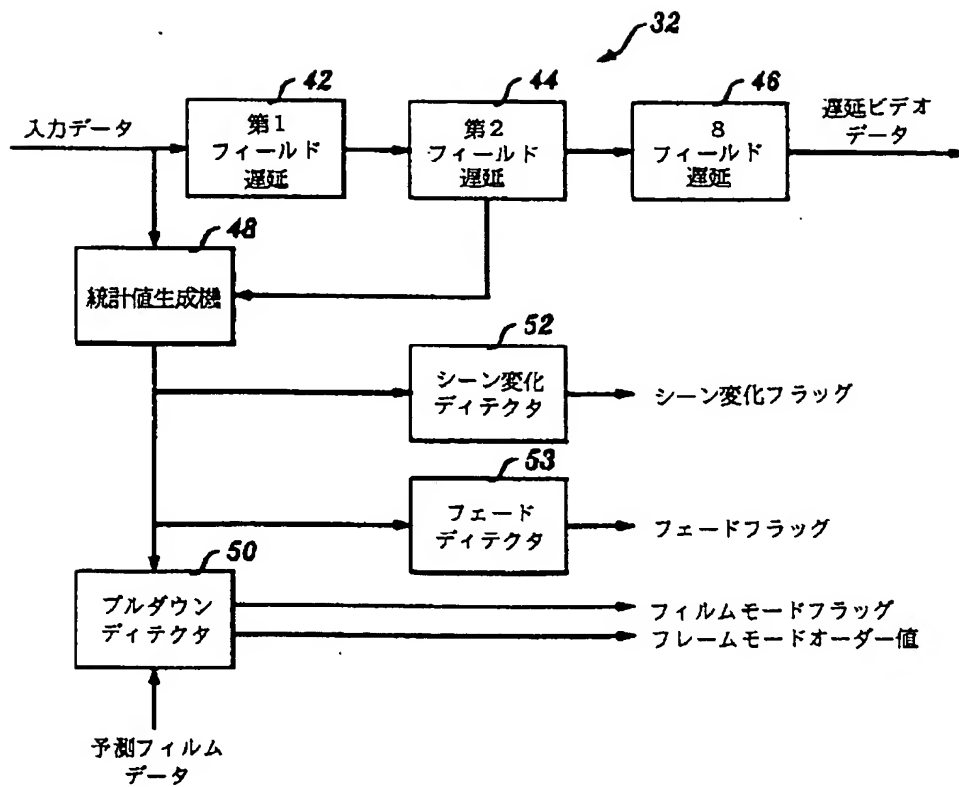 32
42
44
46
入力データ
第1
フィールド
遅延
第2
フィールド
遅延
8
フィールド
遅延
遅延ビデオ
データ
48
統計値生成機
52
シーン変化
ディテクタ
シーン変化フラッグ
53
フェード
ディテクタ
フェードフラッグ
50
プルダウン
ディテクタ
フィルムモードフラッグ
フレームモードオーダー値
予測フィルム
データ